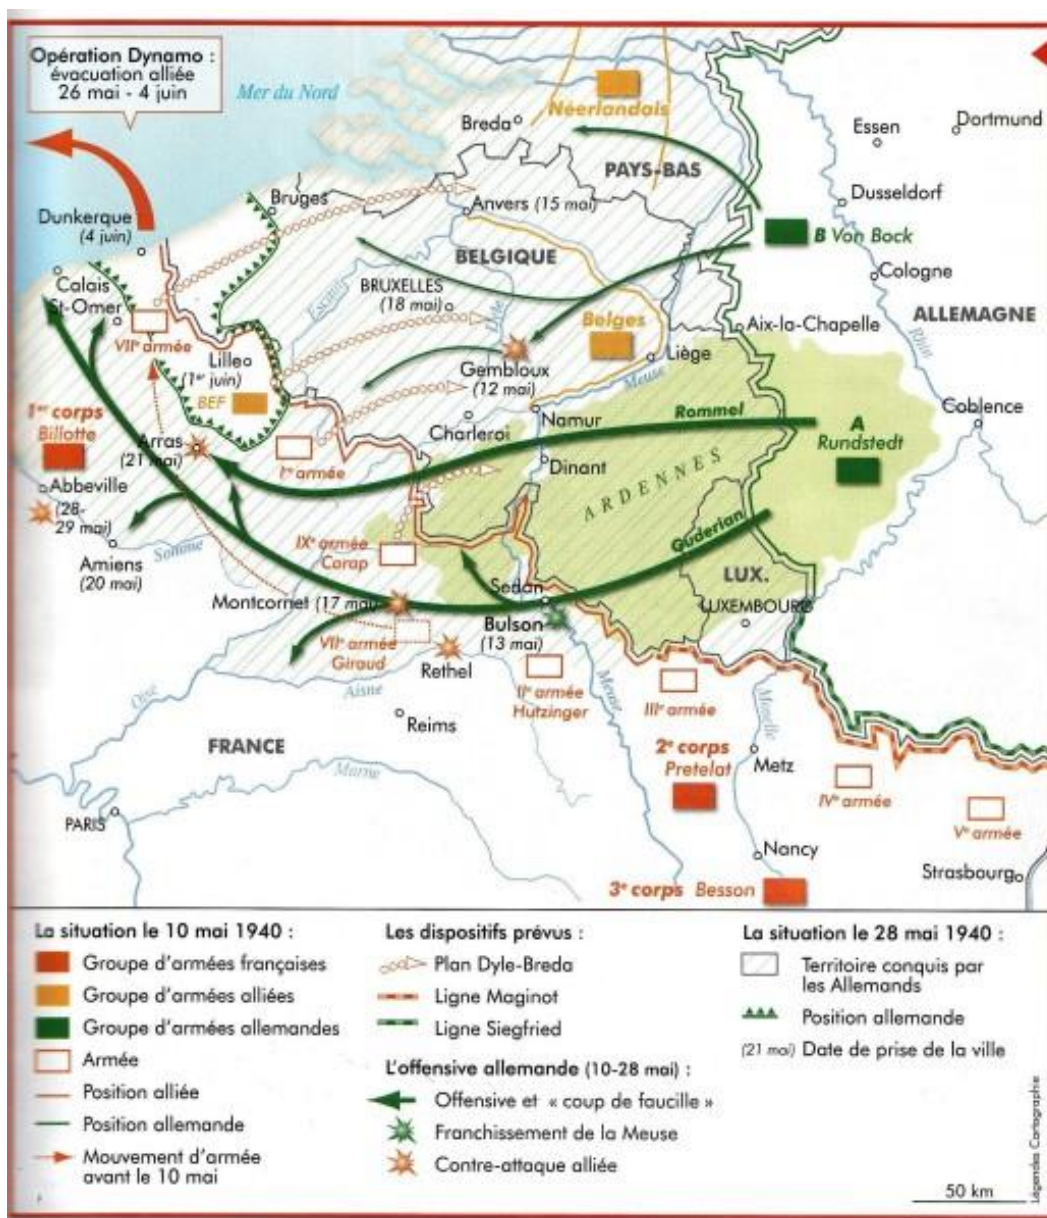 Opération Dynamo :
évacuation alliée
26 mai - 4 juin
Mer du Nord
Néerlandais
Breda
Essen
Dortmund
PAYS-BAS
Bruges
Dusseldorf
Dunkerque
(4 juin)
Anvers (15 mai)
B Von Bock
BELGIQUE
Cologne
Calais
Escaut
BRUXELLES
(18 mai)
Dyle
ALLEMAGNE
St-Omer
Belges
Aix-la-Chapelle
Rhin
VIIe armée
Lille
(1er juin)
Gembloux
(12 mai)
Liège
Meuse
BEF
1er corps
Billotte
Namur
Rommel
A
Rundstedt
Coblence
Charleroi
Arras
(21 mai)
Ire armée
Dinant
ARDENNES
Abbeville
(28-
29 mai)
Guderian
Somme
IXe armée
Corap
Amiens
(20 mai)
LUX.
Sedan
Montcornet (17 mai)
LUXEMBOURG
Bulson
(13 mai)
VIIe armée
Giraud
Rethel
IIe armée
Hutzinger
Meuse
IIIe armée
Oise
Aisne
Moselle
Reims
FRANCE
2e corps
Pretelat
Metz
Marne
IVe armée
PARIS
Ve armée
Nancy
Strasbourg
3e corps Besson
La situation le 10 mai 1940 :
Groupe d'armées françaises
Groupe d'armées alliées
Groupe d'armées allemandes
Armée
Position alliée
Position allemande
Mouvement d'armée
avant le 10 mai
Les dispositifs prévus :
Plan Dyle-Breda
Ligne Maginot
Ligne Siegfried
L'offensive allemande (10-28 mai) :
Offensive et « coup de faucille »
Franchissement de la Meuse
Contre-attaque alliée
La situation le 28 mai 1940 :
Territoire conquis par
les Allemands
Position allemande
(21 mai) Date de prise de la ville
50 km
Légendes Cartographie